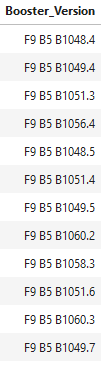 Booster_Version
F9 B5 B1048.4
F9 B5 B1049.4
F9 B5 B1051.3
F9 B5 B1056.4
F9 B5 B1048.5
F9 B5 B1051.4
F9 B5 B1049.5
F9 B5 B1060.2
F9 B5 B1058.3
F9 B5 B1051.6
F9 B5 B1060.3
F9 B5 B1049.7